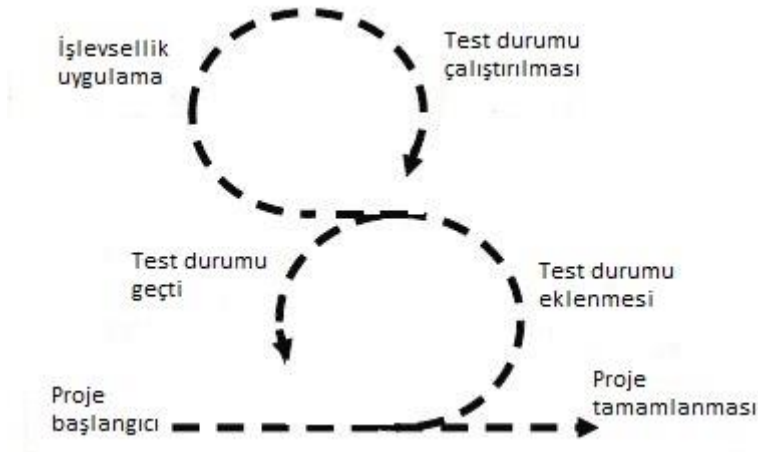 İşlevsellik
uygulama
Test durumu
çalıştırılması
Test durumu
geçti
Test durumu
eklenmesi
Proje
başlangıcı
Proje
tamamlanması